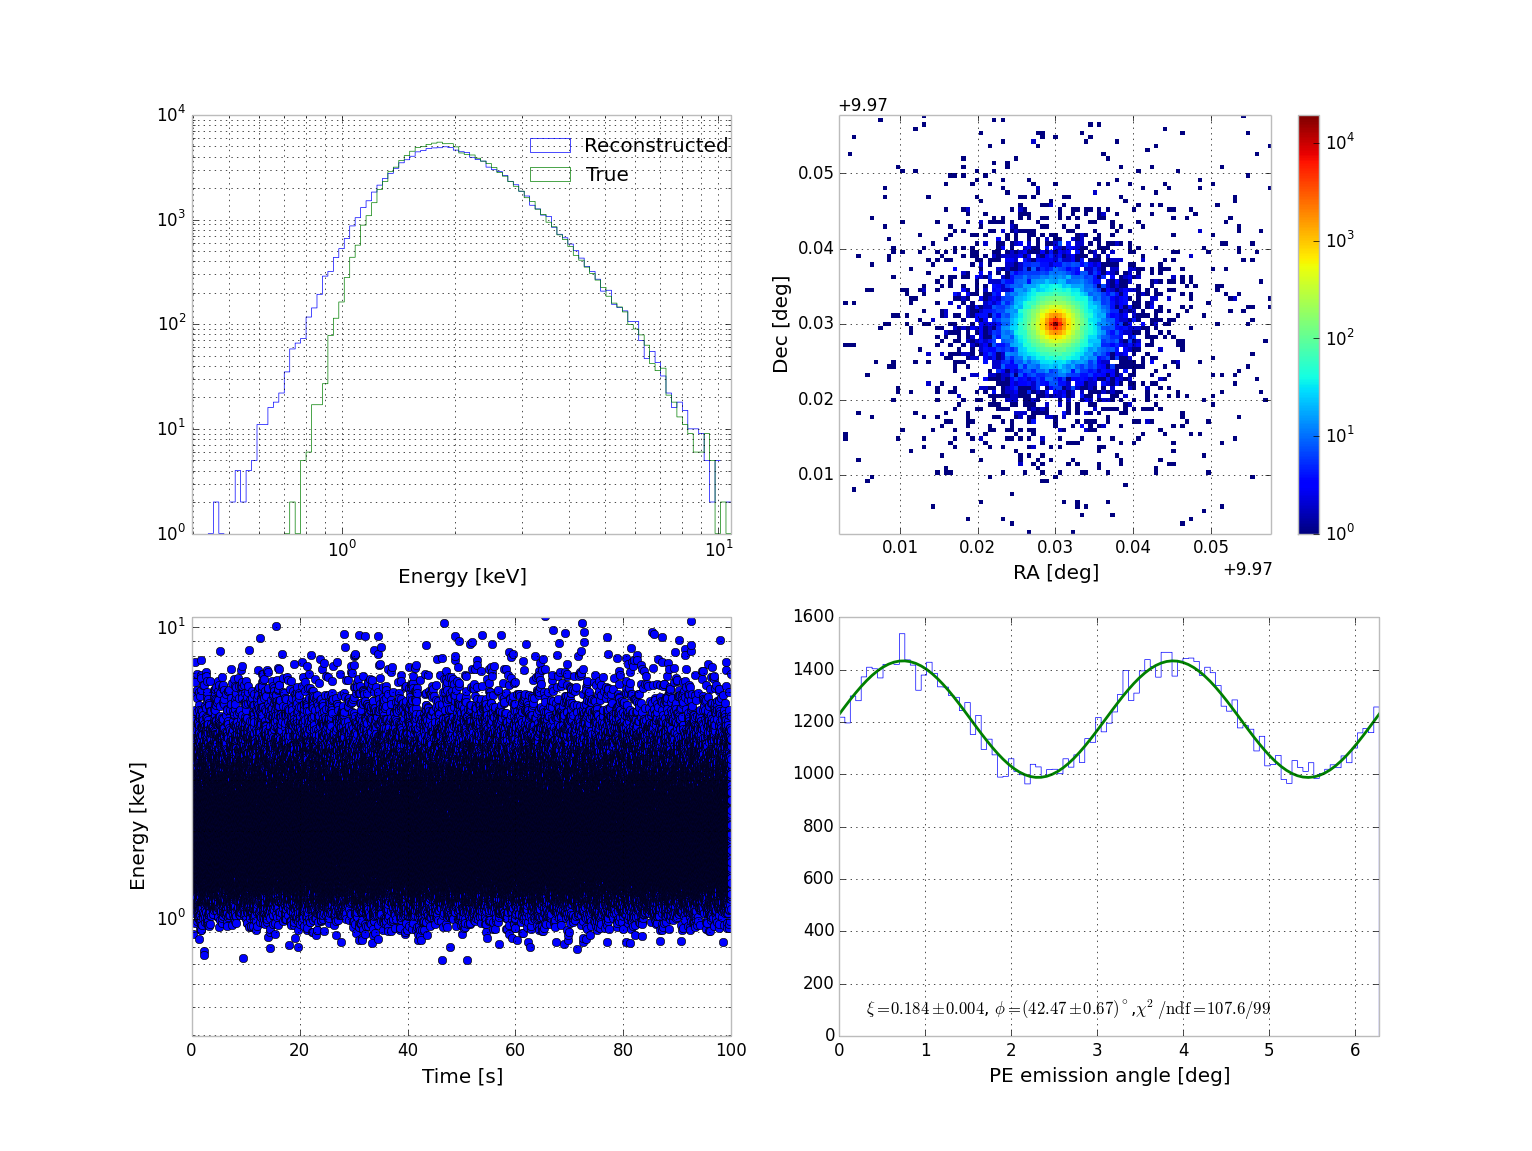 10^4
10^3
10^2
10^1
10^0
Reconstructed
True
10^0 10^1
Energy [keV]
+9.97
0.05
0.04
0.03
0.02
0.01
Dec [deg]
0.01 0.02 0.03 0.04 0.05
RA [deg]
+9.97
10^4
10^3
10^2
10^1
10^0
10^1
10^0
Energy [keV]
0 20 40 60 80 100
Time [s]
1600
1400
1200
1000
800
600
400
200
0
ξ=0.184±0.004, ϕ=(42.47±0.67)°,χ²/ndf=107.6/99
0 1 2 3 4 5 6
PE emission angle [deg]